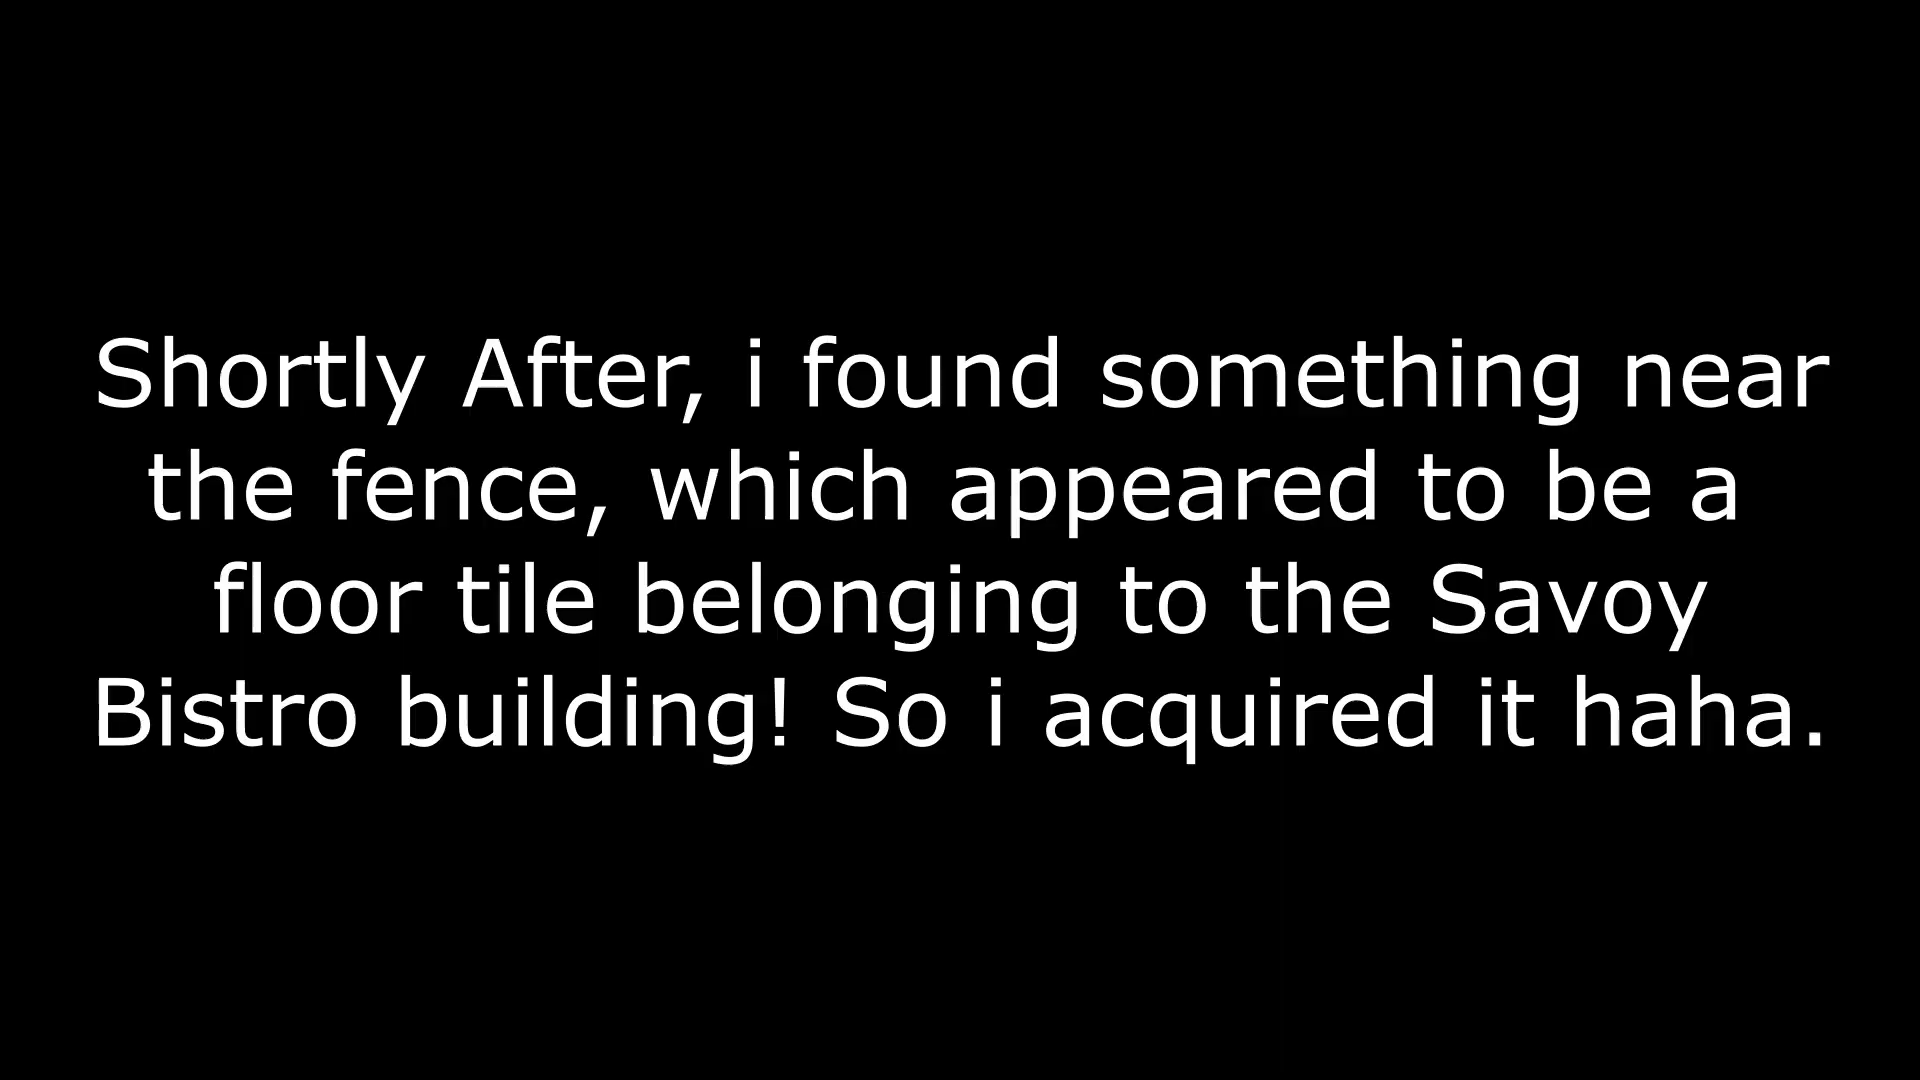 Shortly After, i found something near
the fence, which appeared to be a
floor tile belonging to the Savoy
Bistro building! So i acquired it haha.